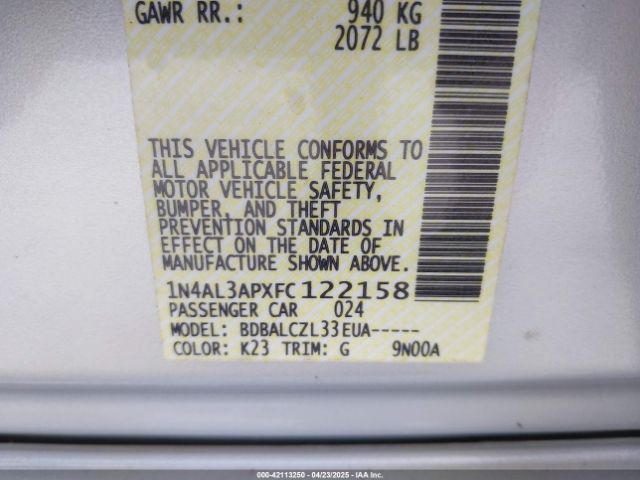 GAWR RR.: 940 KG
2072 LB
THIS VEHICLE CONFORMS TO
ALL APPLICABLE FEDERAL
MOTOR VEHICLE SAFETY,
BUMPER, AND THEFT
PREVENTION STANDARDS IN
EFFECT ON THE DATE OF
MANUFACTURE SHOWN ABOVE.
1N4AL3APXFC122158
PASSENGER CAR 024
MODEL: BDBALCZL33EUA-----
COLOR: K23 TRIM: G 9N00A
000-42113250 - 04/23/2025 - IAAI, Inc.